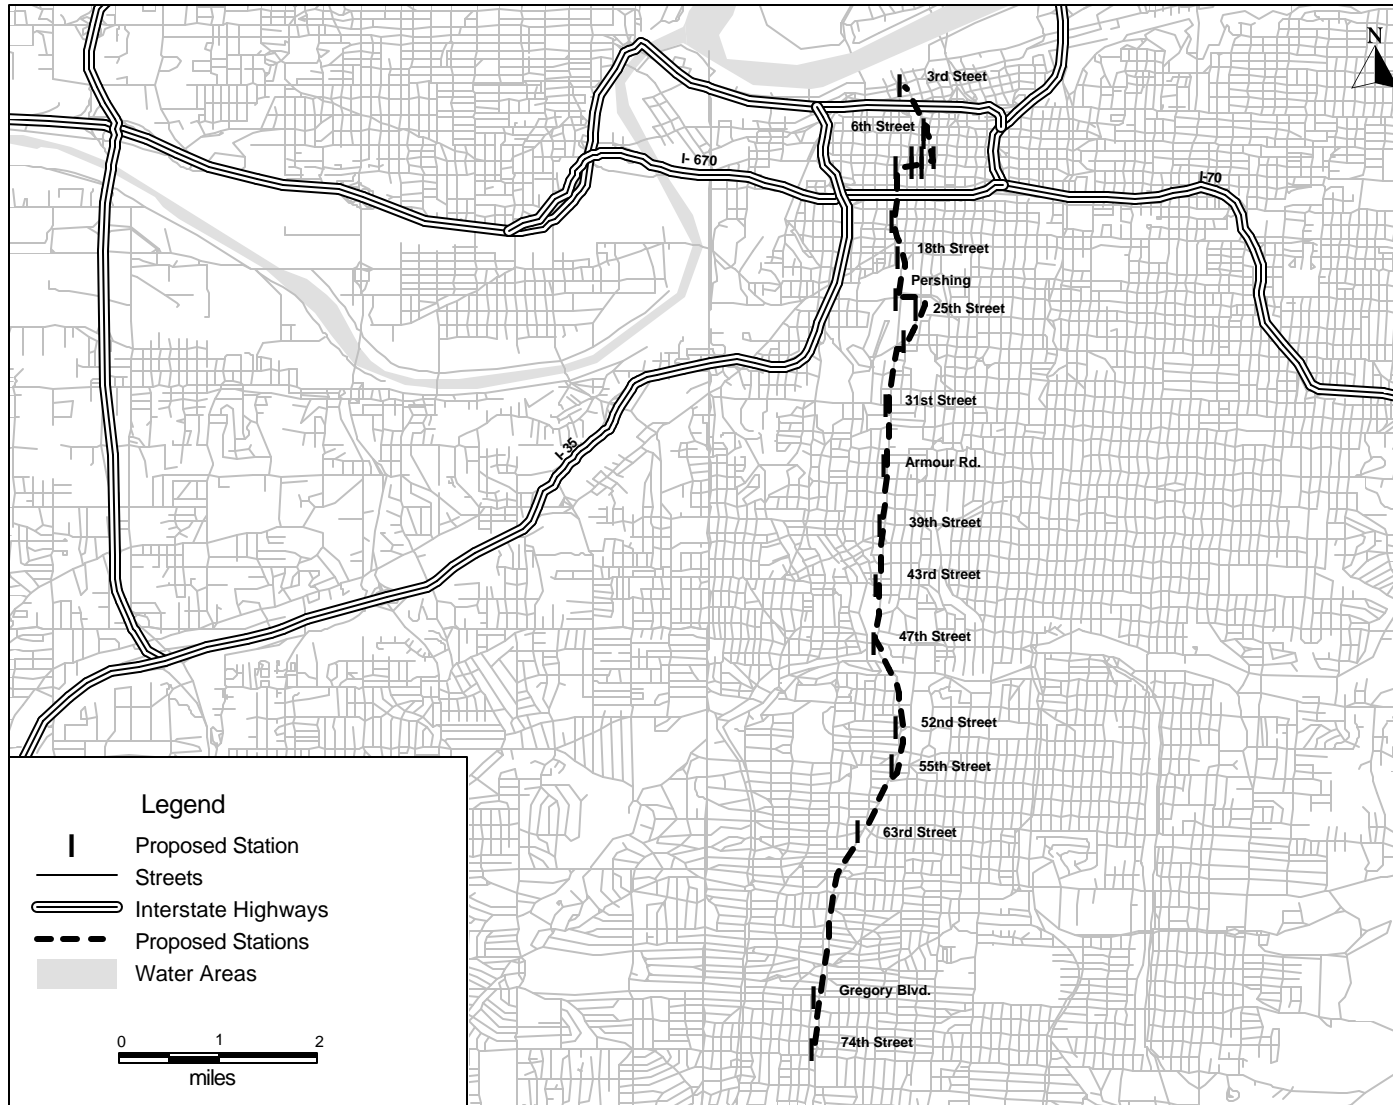 N
3rd Steet
6th Street
I- 670
I-70
18th Street
Pershing
25th Street
31st Street
I- 35
Armour Rd.
39th Street
43rd Street
47th Street
52nd Street
55th Street
63rd Street
Gregory Blvd.
74th Street
Legend
Proposed Station
Streets
Interstate Highways
Proposed Stations
Water Areas
0 1 2
miles